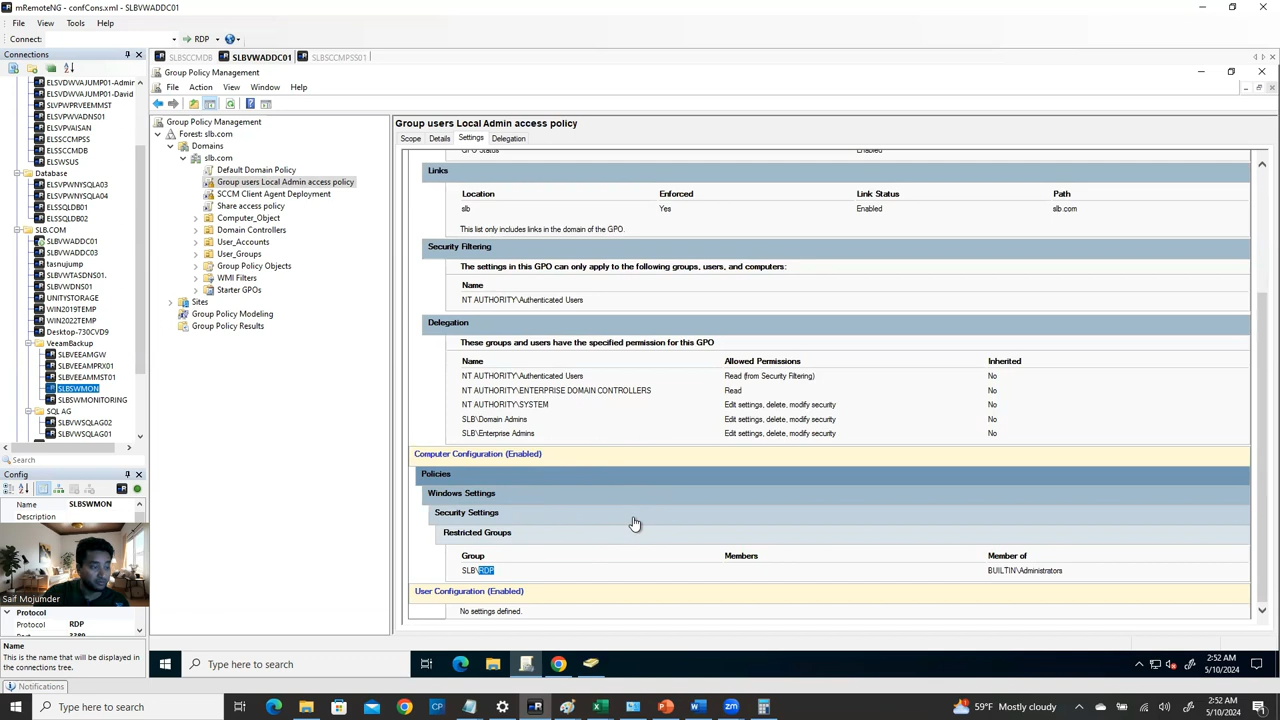 mRemoteNG - confCons.xml - SLBVWADDC01
File View Tools Help
Connect: RDP
Connections
ELSVDWVAJUMP01-Admin
ELSVDWVAJUMP01-David
SLVPWPRVEEMMST
ELSVPWVADNS01
ELSVPVAISAN
ELSSCCMPSS
ELSSCCMDB
ELSWSUS
Database
ELSVPWNYSQLA03
ELSVPWNYSQLA04
ELSSQLDB01
ELSSQLDB02
SLB.COM
SLBVWADDC01
SLBVWADDC03
tasnujump
SLBVWTASDNS01.
SLBVWDNS01
UNITYSTORAGE
WIN2019TEMP
WIN2022TEMP
Desktop-730CVD9
VeeamBackup
SLBVEEAMGW
SLBVEEAMPRX01
SLBVEEAMMST01
SLBSWMON
SLBSWMONITORING
SQL AG
SLBVWSQLAG02
SLBVWSQLAG01
Search
Config
Name SLBSWMON
Description
Saif Mojumder
Protocol
Protocol RDP
Port 3389
Name
This is the name that will be displayed in the connections tree.
Notifications
SLBSCCMDB SLBVWADDC01 SLBSCCMPSS01
Group Policy Management
File Action View Window Help
Group Policy Management
Forest: slb.com
Domains
slb.com
Default Domain Policy
Group users Local Admin access policy
SCCM Client Agent Deployment
Share access policy
Computer_Object
Domain Controllers
User_Accounts
User_Groups
Group Policy Objects
WMI Filters
Starter GPOs
Sites
Group Policy Modeling
Group Policy Results
Group users Local Admin access policy
Scope Details Settings Delegation
GPO Status Enabled
Links
Location Enforced Link Status Path
slb Yes Enabled slb.com
This list only includes links in the domain of the GPO.
Security Filtering
The settings in this GPO can only apply to the following groups, users, and computers:
Name
NT AUTHORITY\Authenticated Users
Delegation
These groups and users have the specified permission for this GPO
Name Allowed Permissions Inherited
NT AUTHORITY\Authenticated Users Read (from Security Filtering) No
NT AUTHORITY\ENTERPRISE DOMAIN CONTROLLERS Read No
NT AUTHORITY\SYSTEM Edit settings, delete, modify security No
SLB\Domain Admins Edit settings, delete, modify security No
SLB\Enterprise Admins Edit settings, delete, modify security No
Computer Configuration (Enabled)
Policies
Windows Settings
Security Settings
Restricted Groups
Group Members Member of
SLB\RDP BUILTIN\Administrators
User Configuration (Enabled)
No settings defined.
Type here to search
2:52 AM
5/10/2024
Type here to search
59°F Mostly cloudy
2:52 AM
5/10/2024